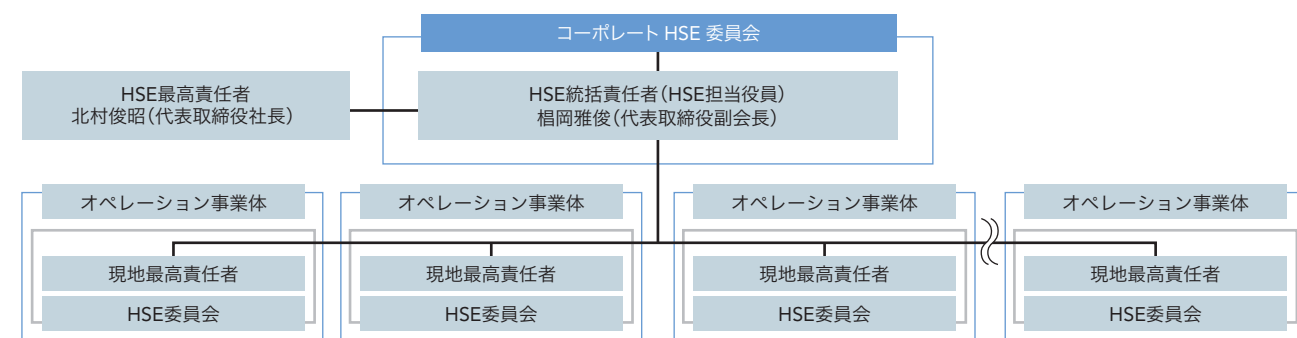 コーポレート HSE 委員会
HSE最高責任者
北村俊昭(代表取締役社長)
HSE統括責任者(HSE担当役員)
椙岡雅俊(代表取締役副会長)
オペレーション事業体
オペレーション事業体
オペレーション事業体
オペレーション事業体
現地最高責任者
現地最高責任者
現地最高責任者
現地最高責任者
HSE委員会
HSE委員会
HSE委員会
HSE委員会